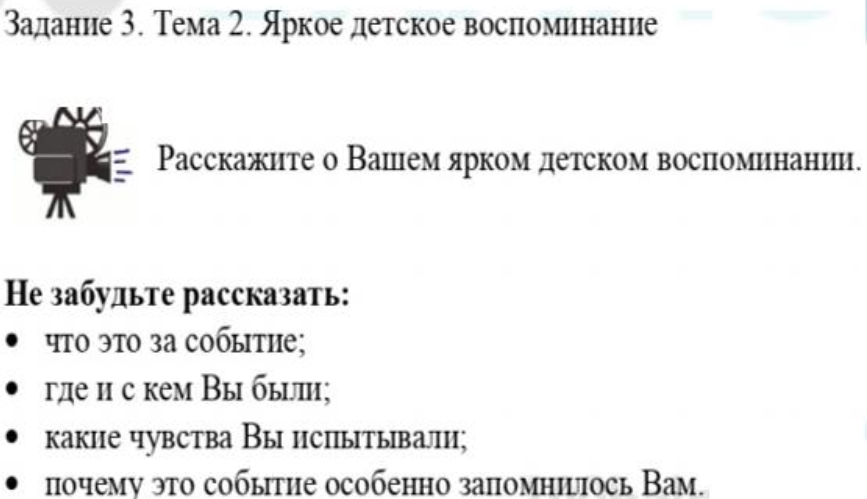 Задание 3. Тема 2. Яркое детское воспоминание
Расскажите о Вашем ярком детском воспоминании.
Не забудьте рассказать:
• что это за событие;
• где и с кем Вы были;
• какие чувства Вы испытывали;
• почему это событие особенно запомнилось Вам.